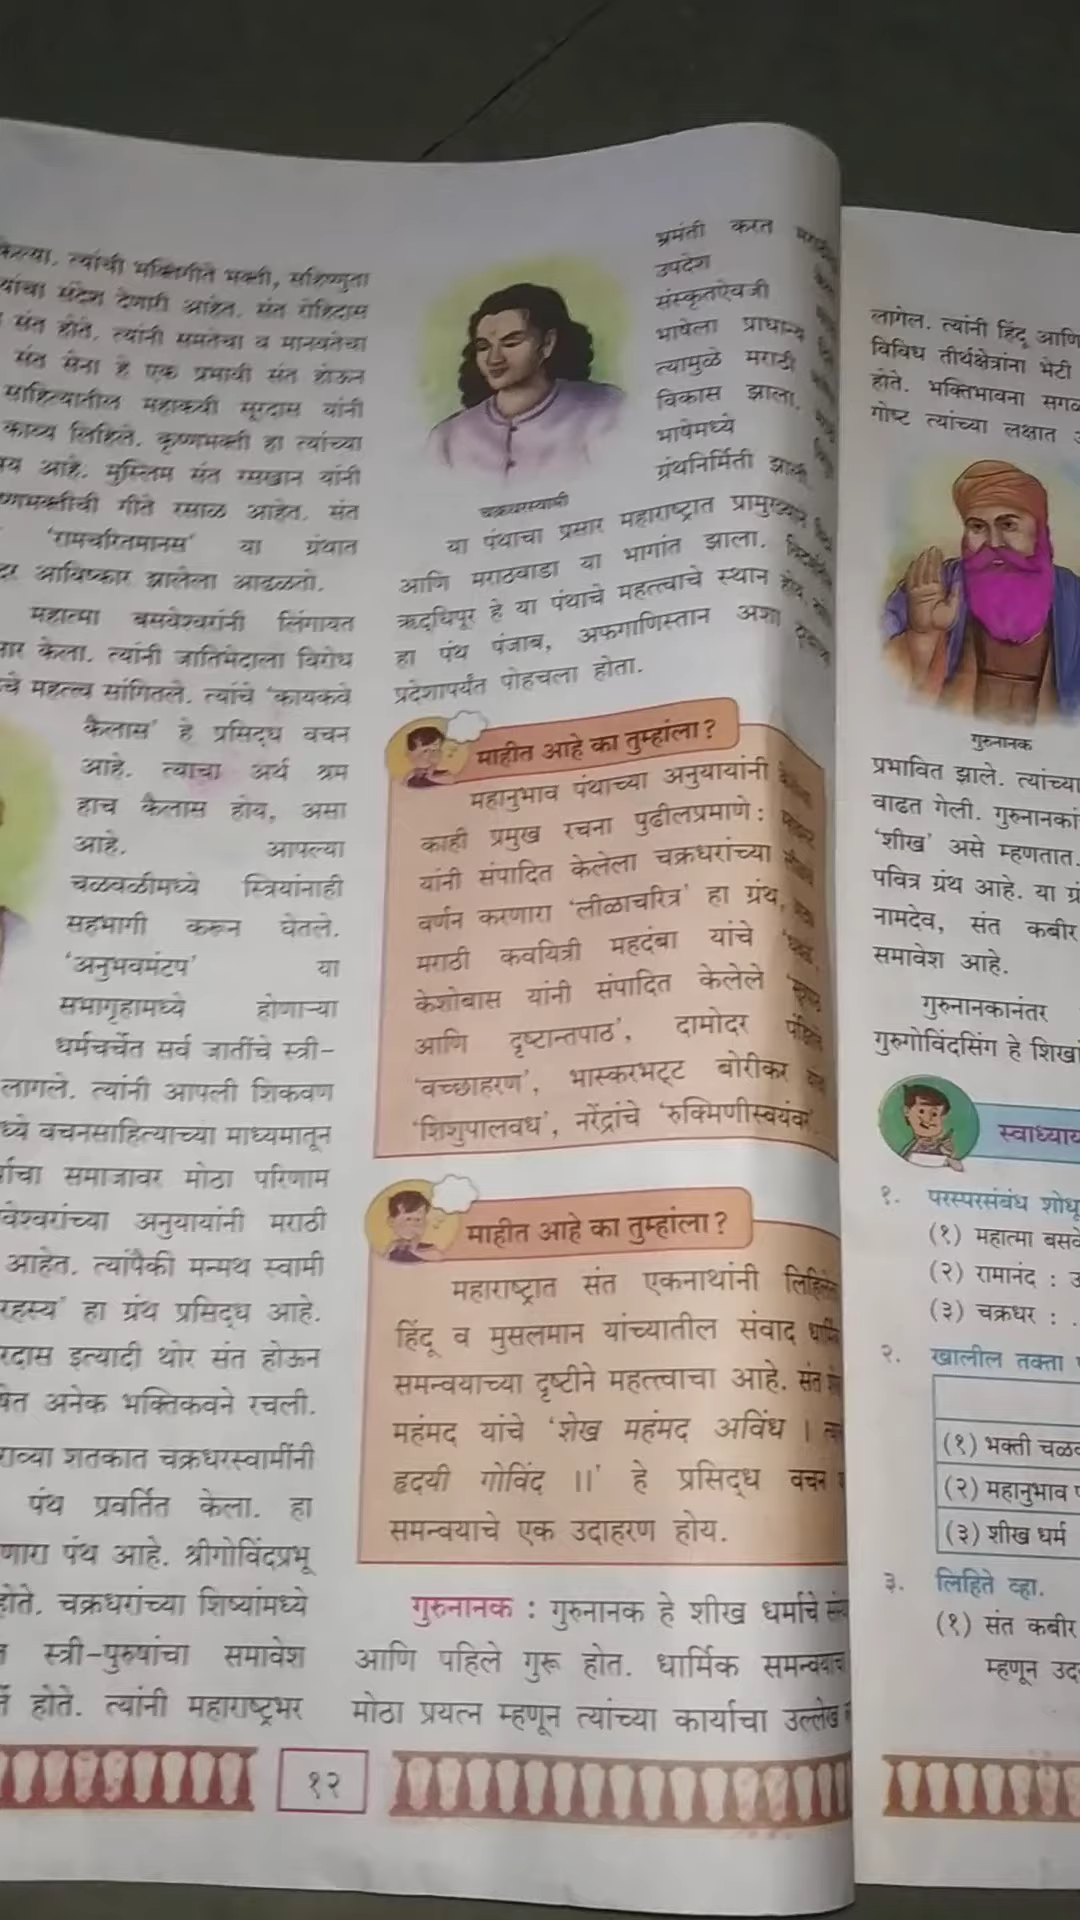 केल्या. त्यांची भक्तिगीते भक्ती, सहिष्णुता
यांचा संदेश देणारी आहेत. संत रोहिदास
संत होते. त्यांनी समतेचा व मानवतेचा
संत सेना हे एक प्रभावी संत होऊन
साहित्यातील महाकवी सूरदास यांनी
काव्य लिहिले. कृष्णभक्ती हा त्यांच्या
आहे. मुस्लिम संत रसखान यांनी
गीते रसाळ आहेत. संत
'रामचरितमानस' या ग्रंथात
आविष्कार झालेला आढळतो.
महात्मा बसवेश्वरांनी लिंगायत
केला. त्यांनी जातिभेदाला विरोध
महत्त्व सांगितले. त्यांचे 'कायकवे
कैलास' हे प्रसिद्ध वचन
आहे. त्याचा अर्थ श्रम
हाच कैलास होय, असा
आहे. आपल्या
चळवळीमध्ये स्त्रियांनाही
सहभागी करून घेतले.
'अनुभवमंटप' या
सभागृहामध्ये होणाऱ्या
धर्मचर्चेत सर्व जातींचे स्त्री-
लागले. त्यांनी आपली शिकवण
वचनसाहित्याच्या माध्यमातून
समाजावर मोठा परिणाम
अनुयायांनी मराठी
आहेत. त्यांपैकी मन्मथ स्वामी
हा ग्रंथ प्रसिद्ध आहे.
इत्यादी थोर संत होऊन
अनेक भक्तिकवने रचली.
शतकात चक्रधरस्वामींनी
पंथ प्रवर्तित केला. हा
पंथ आहे. श्रीगोविंदप्रभू
होते. चक्रधरांच्या शिष्यांमध्ये
स्त्री-पुरुषांचा समावेश
होते. त्यांनी महाराष्ट्रभर
१२
भ्रमंती करत
उपदेश
संस्कृतऐवजी
भाषेला प्राधान्य
त्यामुळे मराठी
विकास झाला.
भाषेमध्ये
ग्रंथनिर्मिती झाली
चक्रधरस्वामी
या पंथाचा प्रसार महाराष्ट्रात
आणि मराठवाडा या भागांत झाला.
ऋद्धिपूर हे या पंथाचे महत्त्वाचे स्थान होय.
हा पंथ पंजाब, अफगाणिस्तान अशा
प्रदेशापर्यंत पोहचला होता.
माहीत आहे का तुम्हांला?
महानुभाव पंथाच्या अनुयायांनी
काही प्रमुख रचना पुढीलप्रमाणे :
यांनी संपादित केलेला चक्रधरांच्या
वर्णन करणारा 'लीळाचरित्र' हा ग्रंथ,
मराठी कवयित्री महदंबा यांचे
केशोबास यांनी संपादित केलेले
आणि दृष्टान्तपाठ', दामोदर पंडित
'वच्छाहरण', भास्करभट्ट बोरीकर
'शिशुपालवध', नरेंद्रांचे 'रुक्मिणीस्वयंवर'
माहीत आहे का तुम्हांला?
महाराष्ट्रात संत एकनाथांनी
हिंदू व मुसलमान यांच्यातील संवाद
समन्वयाच्या दृष्टीने महत्त्वाचा आहे. संत
महंमद यांचे 'शेख महंमद अविंध ।
हृदयी गोविंद ।।' हे प्रसिद्ध वचन
समन्वयाचे एक उदाहरण होय.
गुरुनानक : गुरुनानक हे शीख धर्माचे
आणि पहिले गुरू होत. धार्मिक
मोठा प्रयत्न म्हणून त्यांच्या कार्याचा उल्लेख
लागेल. त्यांनी हिंदू आणि
विविध तीर्थक्षेत्रांना भेटी
होते. भक्तिभावना
गोष्ट त्यांच्या लक्षात
गुरुनानक
प्रभावित झाले. त्यांच्या
वाढत गेली.
'शीख' असे म्हणतात.
पवित्र ग्रंथ आहे. या
नामदेव, संत कबीर
समावेश आहे.
गुरुनानकानंतर
गुरुगोविंदसिंग हे
स्वाध्याय
१. परस्परसंबंध
(१) महात्मा
(२) रामानंद :
(३) चक्रधर :
२. खालील तक्ता
(१) भक्ती
(२) महानुभाव
(३) शीख धर्म
३. लिहिते व्हा.
(१) संत कबीर
म्हणून